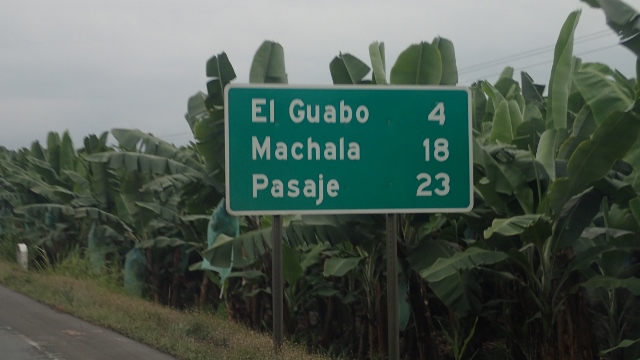 El Guabo 4
Machala 18
Pasaje 23